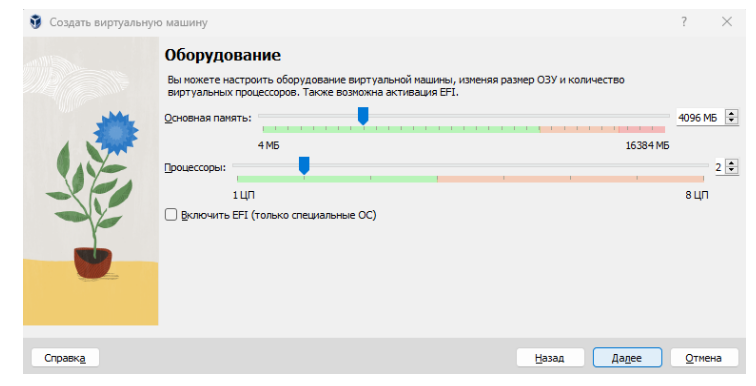 Создать виртуальную машину
?
Оборудование
Вы можете настроить оборудование виртуальной машины, изменяя размер ОЗУ и количество
виртуальных процессоров. Также возможна активация EFI.
Основная память:
4096 МБ
4 МБ
16384 МБ
Процессоры:
2
1 ЦП
8 ЦП
Включить EFI (только специальные ОС)
Справка
Назад
Далее
Отмена